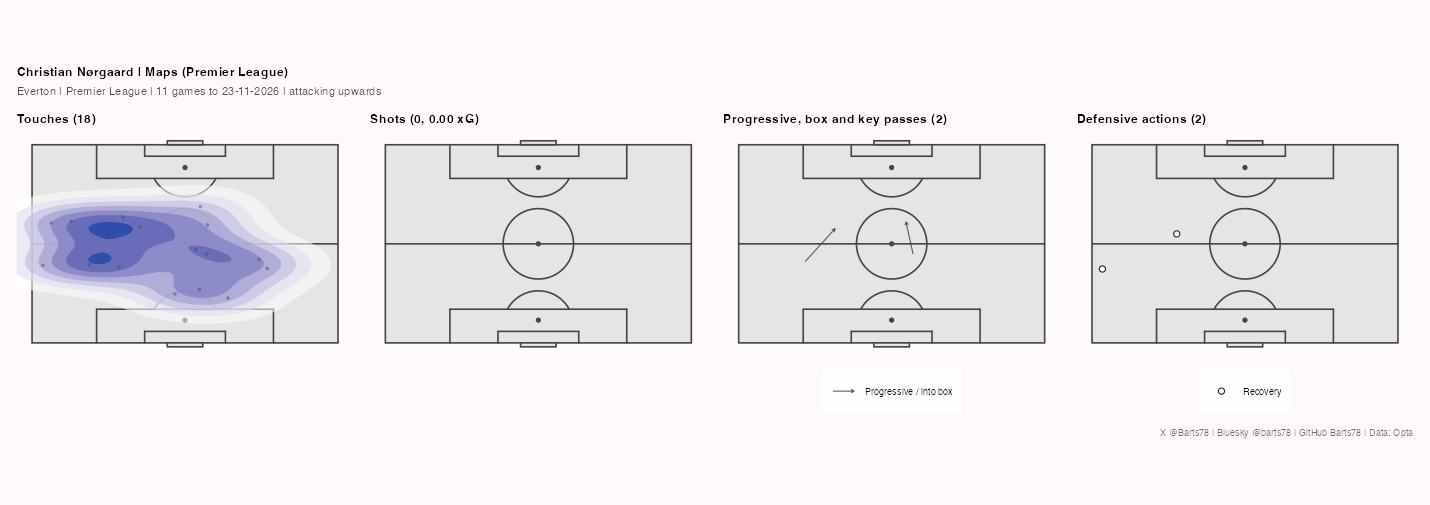 Christian Nørgaard | Maps (Premier League)
Everton | Premier League | 11 games to 23-11-2026 | attacking upwards
Touches (18)
Shots (0, 0.00 xG)
Progressive, box and key passes (2)
Defensive actions (2)
Progressive / into box
Recovery
X @Barts78 | Bluesky @barts78 | GitHub Barts78 | Data: Opta